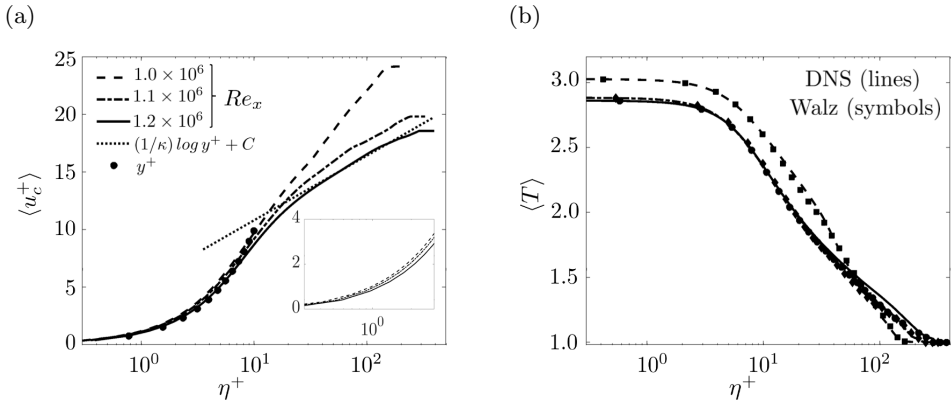 (a)
25
20
15
10
5
0
⟨u_c^+⟩
1.0 × 10^6
1.1 × 10^6
1.2 × 10^6
Re_x
(1/κ) log y^+ + C
y^+
4
2
0
10^0
10^0
10^1
10^2
η^+
(b)
3.0
2.5
2.0
1.5
1.0
⟨T⟩
DNS (lines)
Walz (symbols)
10^0
10^1
10^2
η^+